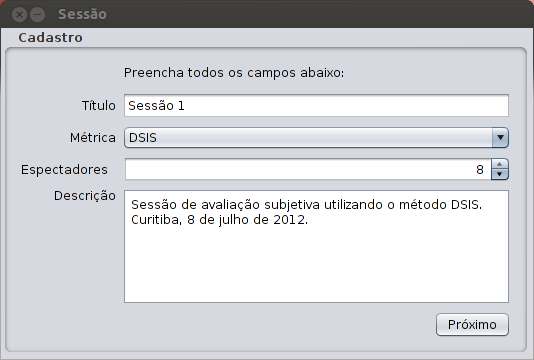 Sessão
Cadastro
Preencha todos os campos abaixo:
Título
Sessão 1
Métrica
DSIS
Espectadores
8
Descrição
Sessão de avaliação subjetiva utilizando o método DSIS.
Curitiba, 8 de julho de 2012.
Próximo